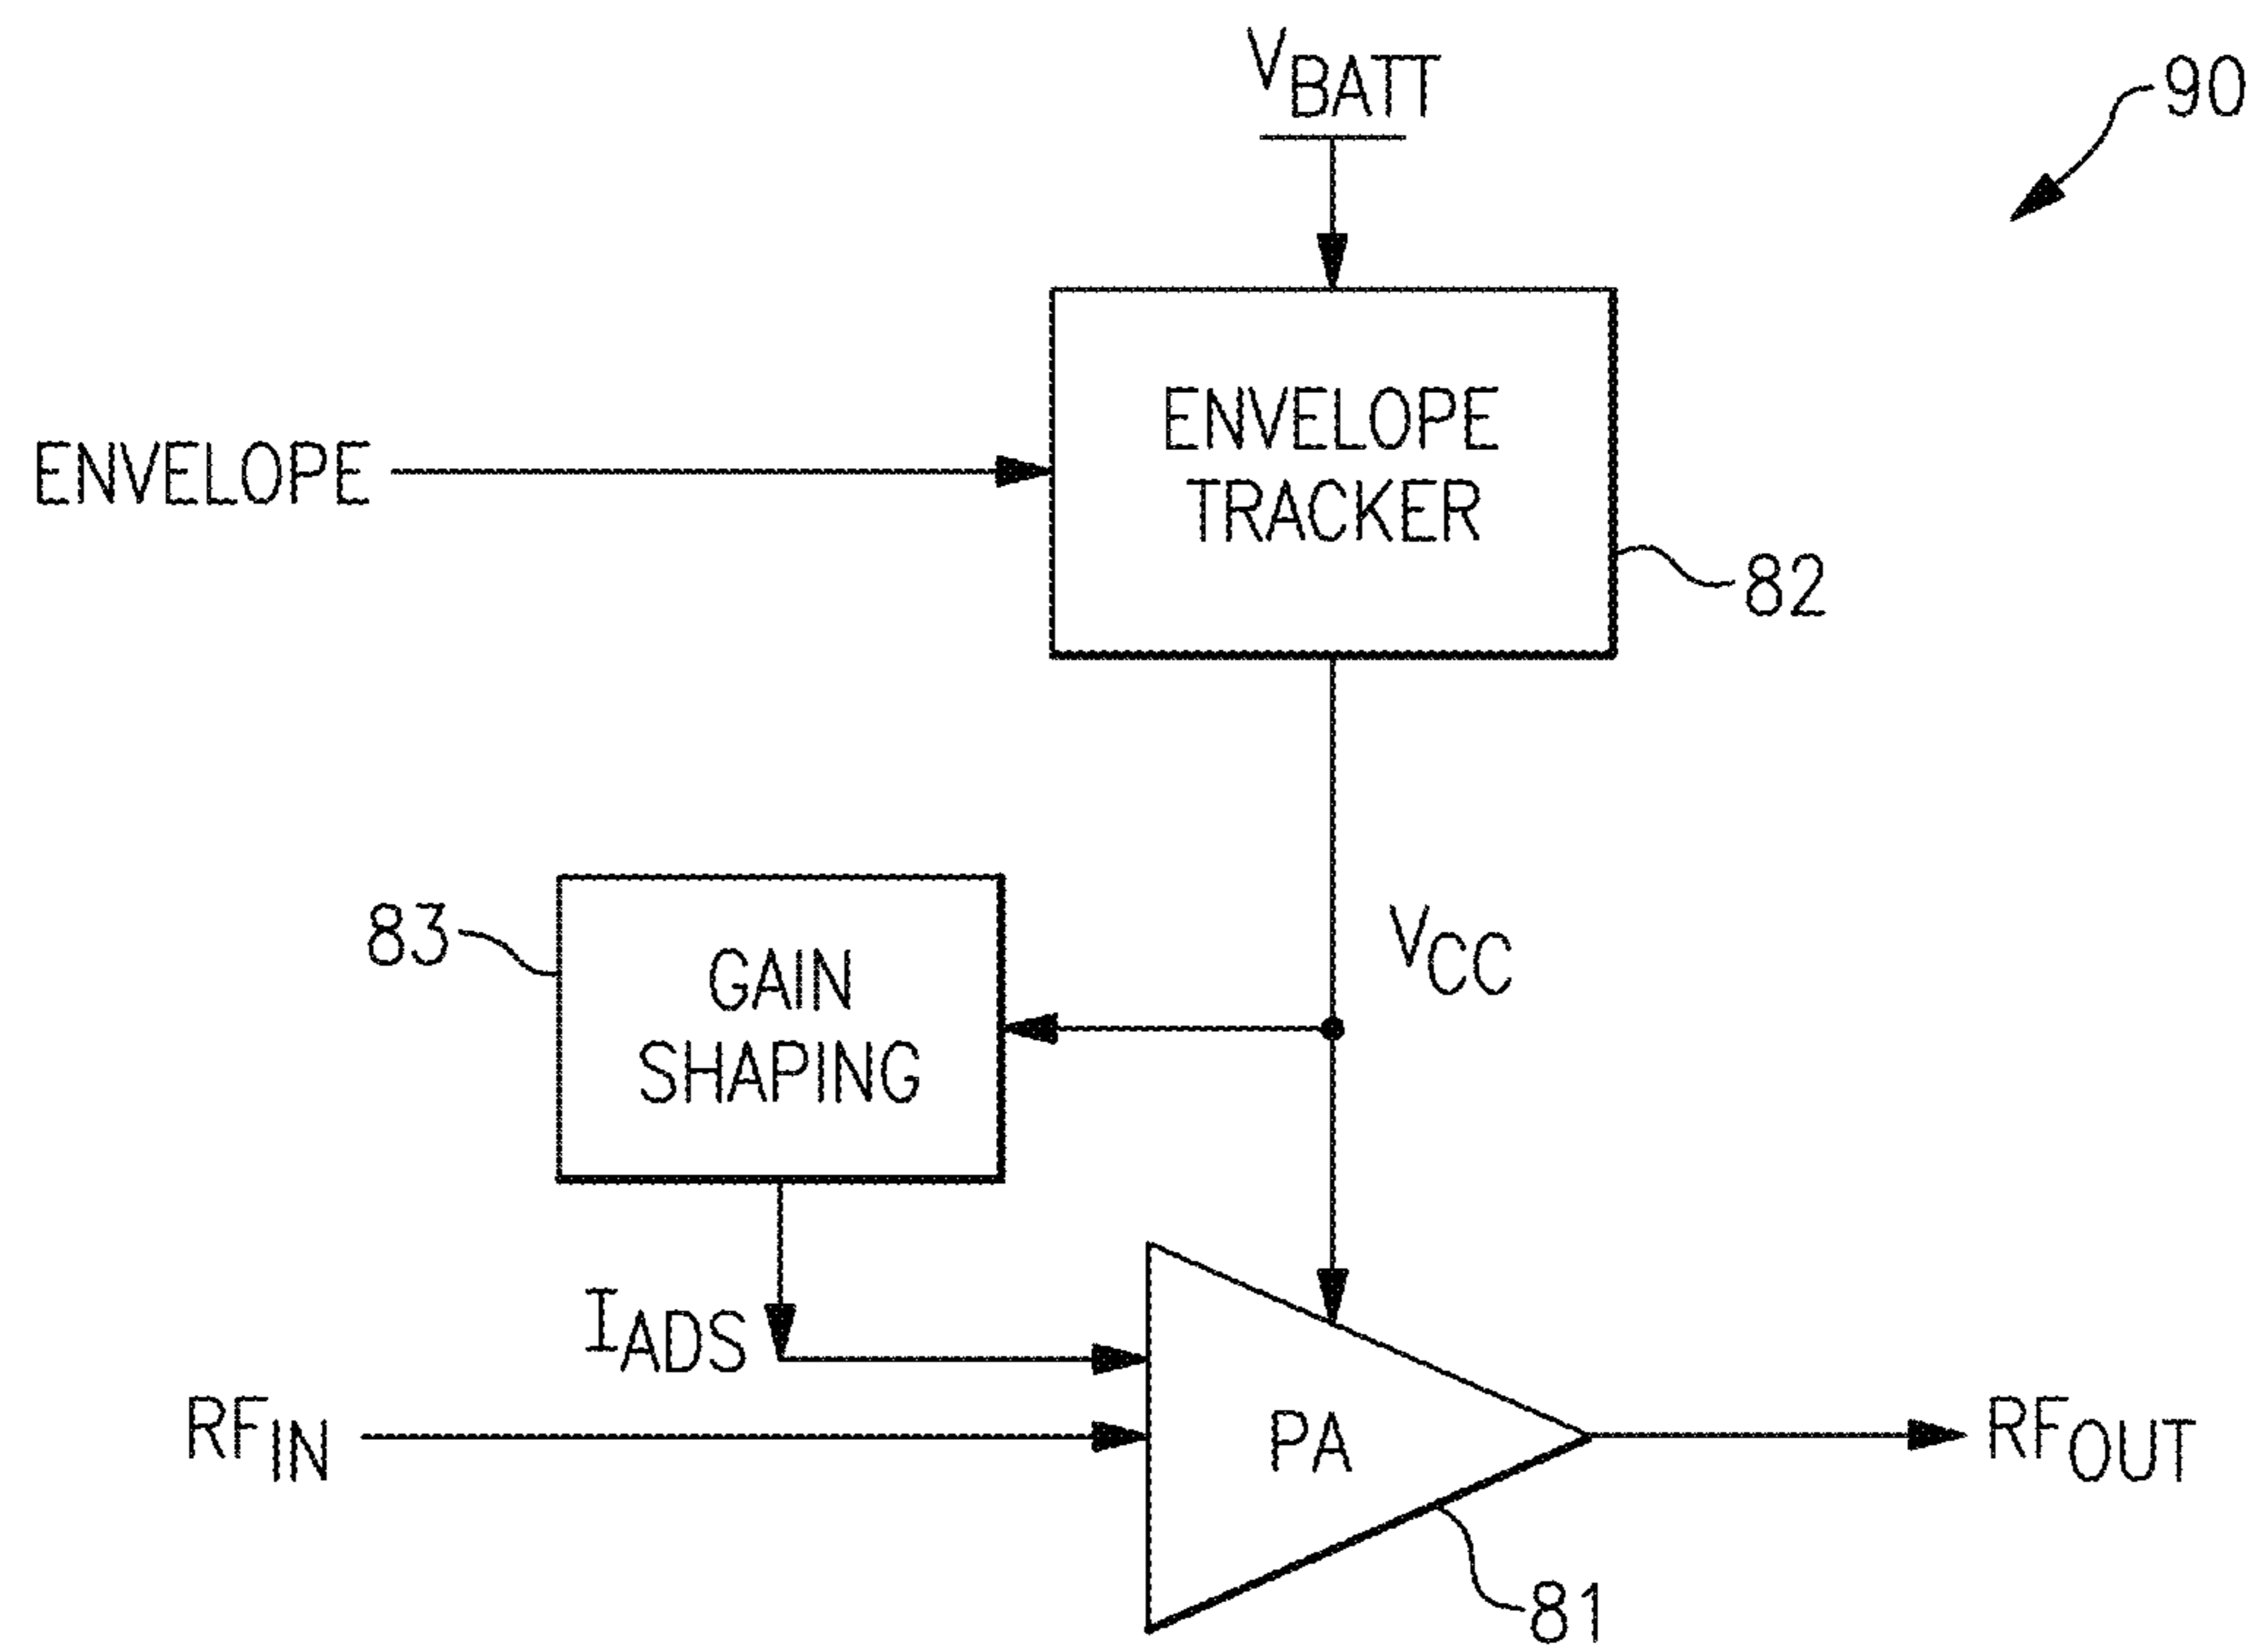 VBATT
90
ENVELOPE
ENVELOPE
TRACKER
82
83
GAIN
SHAPING
VCC
IADS
RFIN
PA
RFOUT
81